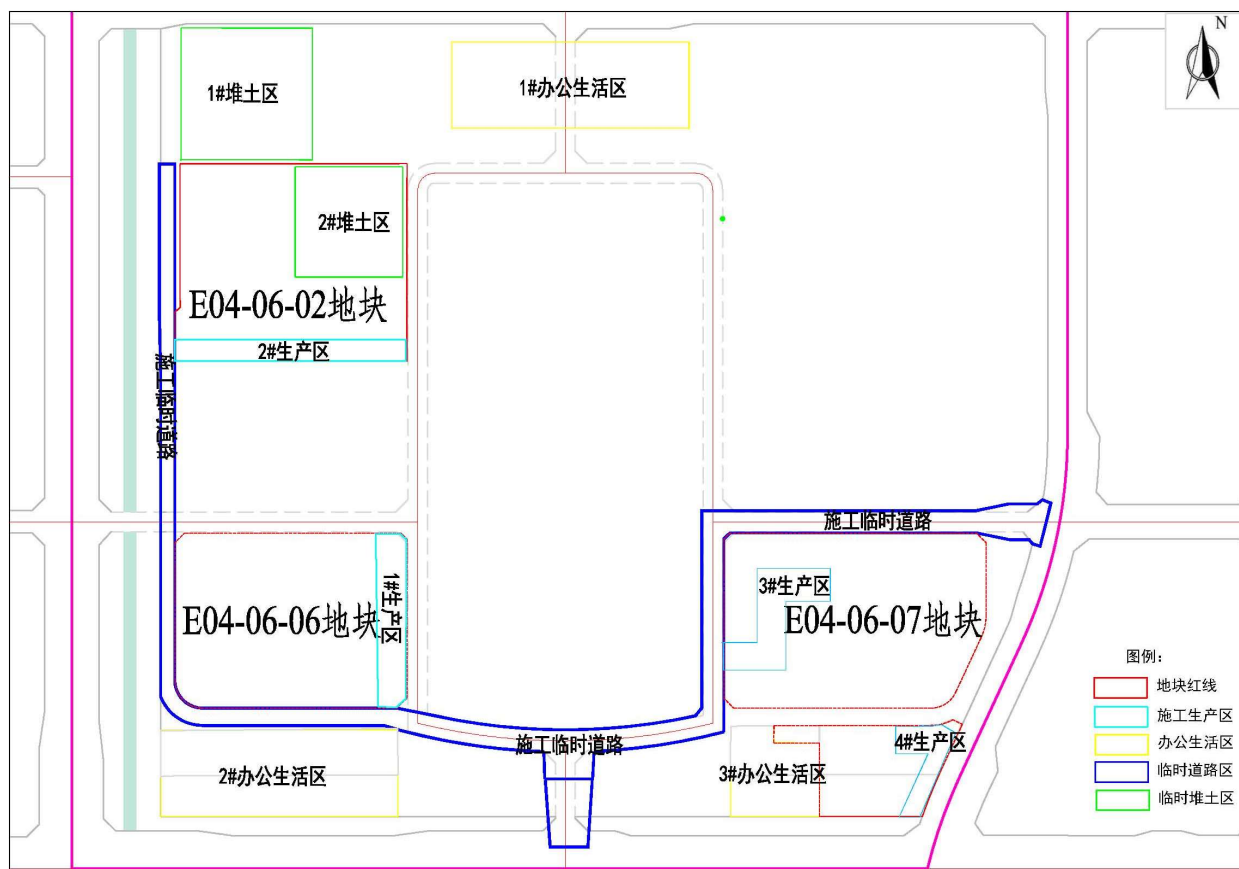 N
1#堆土区
1#办公生活区
2#堆土区
E04-06-02地块
2#生产区
施工临时道路
施工临时道路
3#生产区
1#生产区
E04-06-06地块
E04-06-07地块
图例：
地块红线
施工生产区
办公生活区
临时道路区
临时堆土区
施工临时道路
4#生产区
2#办公生活区
3#办公生活区